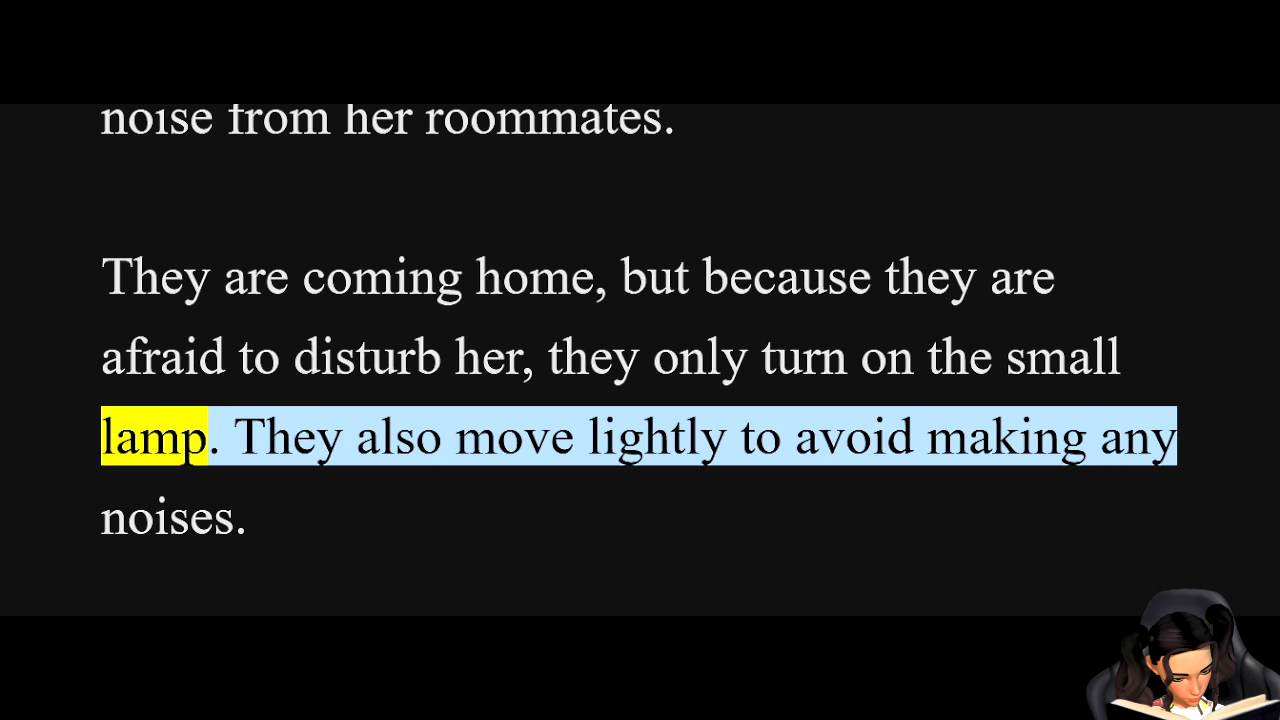 noise from her roommates.
They are coming home, but because they are
afraid to disturb her, they only turn on the small
lamp. They also move lightly to avoid making any
noises.